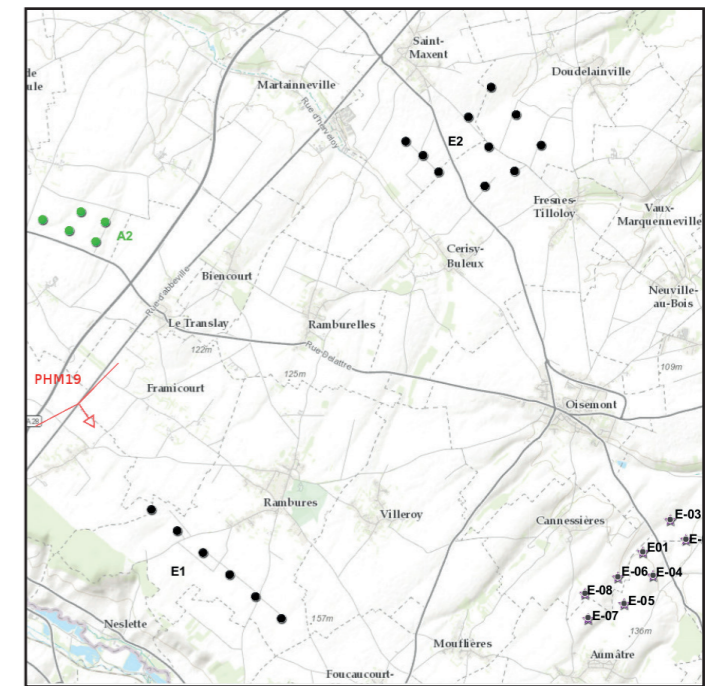 Saint-
Maxent
Doudelainville
Martainneville
Rue d'horveloy
E2
Fresnes-
Tilloloy
Vaux-
Marquenneville
A2
Cerisy-
Buleux
Biencourt
Rue d'abbeville
Neuville-
au-Bois
Le Translay
Ramburelles
122m
Rue Delattre
109m
125m
PHM19
Framicourt
Oisemont
A28
Rambures
Villeroy
Cannessières
E-03
E01
E1
E-06
E-04
E-08
E-05
E-07
Neslette
157m
136m
Mouflières
Aumâtre
Foucaucourt-